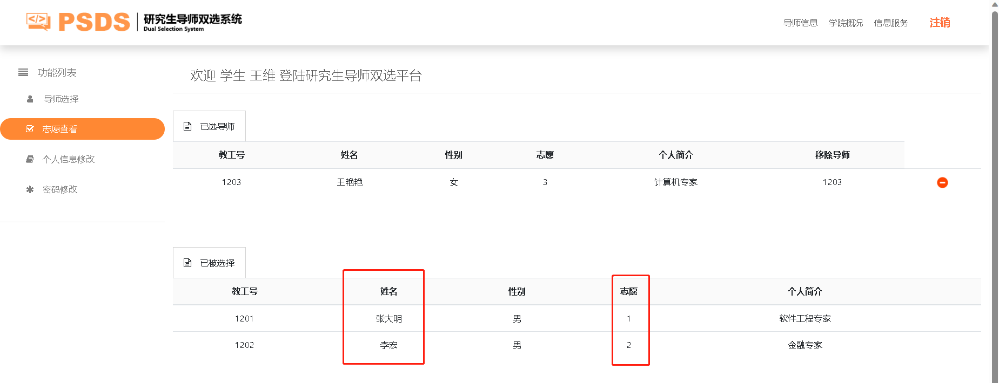 </> PSDS 研究生导师双选系统
Dual Selection System
导师信息 学院概况 信息服务 注销
功能列表
导师选择
志愿查看
个人信息修改
密码修改
欢迎 学生 王维 登陆研究生导师双选平台
已选导师
教工号 姓名 性别 志愿 个人简介 移除导师
1203 王艳艳 女 3 计算机专家 1203
已被选择
教工号 姓名 性别 志愿 个人简介
1201 张大明 男 1 软件工程专家
1202 李宏 男 2 金融专家